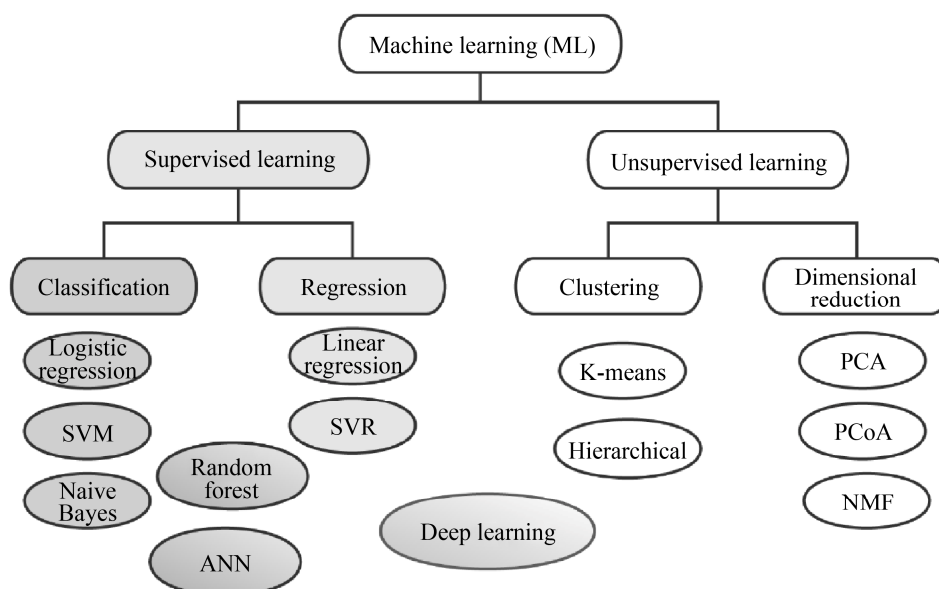 Machine learning (ML)
Supervised learning
Unsupervised learning
Classification
Regression
Clustering
Dimensional
reduction
Logistic
regression
Linear
regression
K-means
PCA
SVM
SVR
Hierarchical
PCoA
Random
forest
Naive
Bayes
NMF
Deep learning
ANN